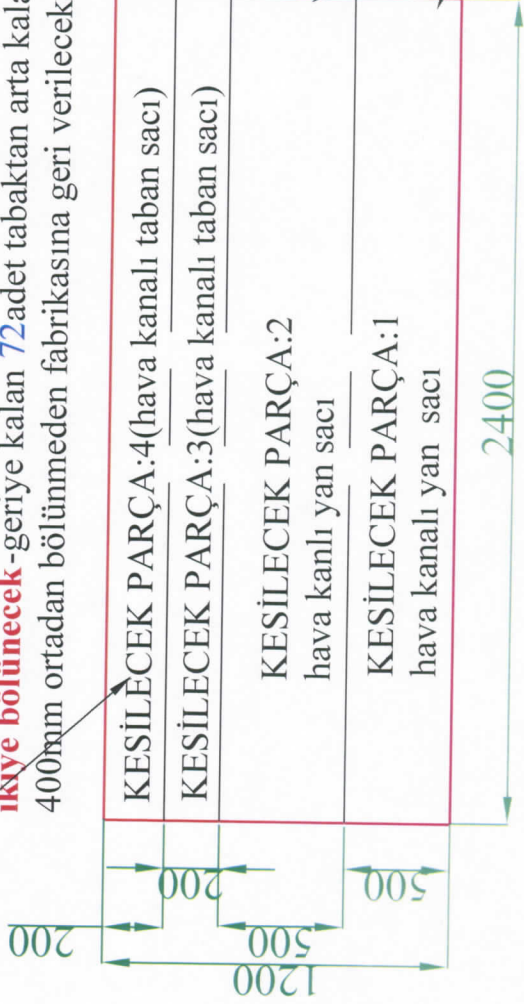 ikiye bölünecek-geriye kalan 72adet tabaktan arta kala
400mm ortadan bölünmeden fabrikasına geri verilecek
KESİLECEK PARÇA:4(hava kanalı taban sacı)
KESİLECEK PARÇA:3(hava kanalı taban sacı)
KESİLECEK PARÇA:2
hava kanlı yan sacı
KESİLECEK PARÇA:1
hava kanalı yan sacı
200
200
500
500
1200
2400